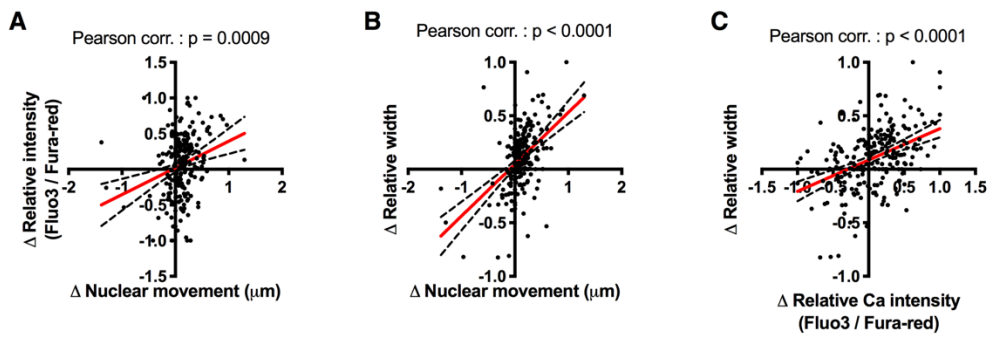 A
Pearson corr. : p = 0.0009
Δ Relative intensity
(Fluo3 / Fura-red)
1.5
1.0
0.5
-2
-1
1
2
-0.5
-1.0
-1.5
Δ Nuclear movement (μm)
B
Pearson corr. : p < 0.0001
Δ Relative width
1.0
0.5
-2
-1
1
2
-0.5
-1.0
Δ Nuclear movement (μm)
C
Pearson corr. : p < 0.0001
Δ Relative width
1.0
0.5
-1.5
-1.0
-0.5
0.5
1.0
1.5
-0.5
-1.0
Δ Relative Ca intensity
(Fluo3 / Fura-red)